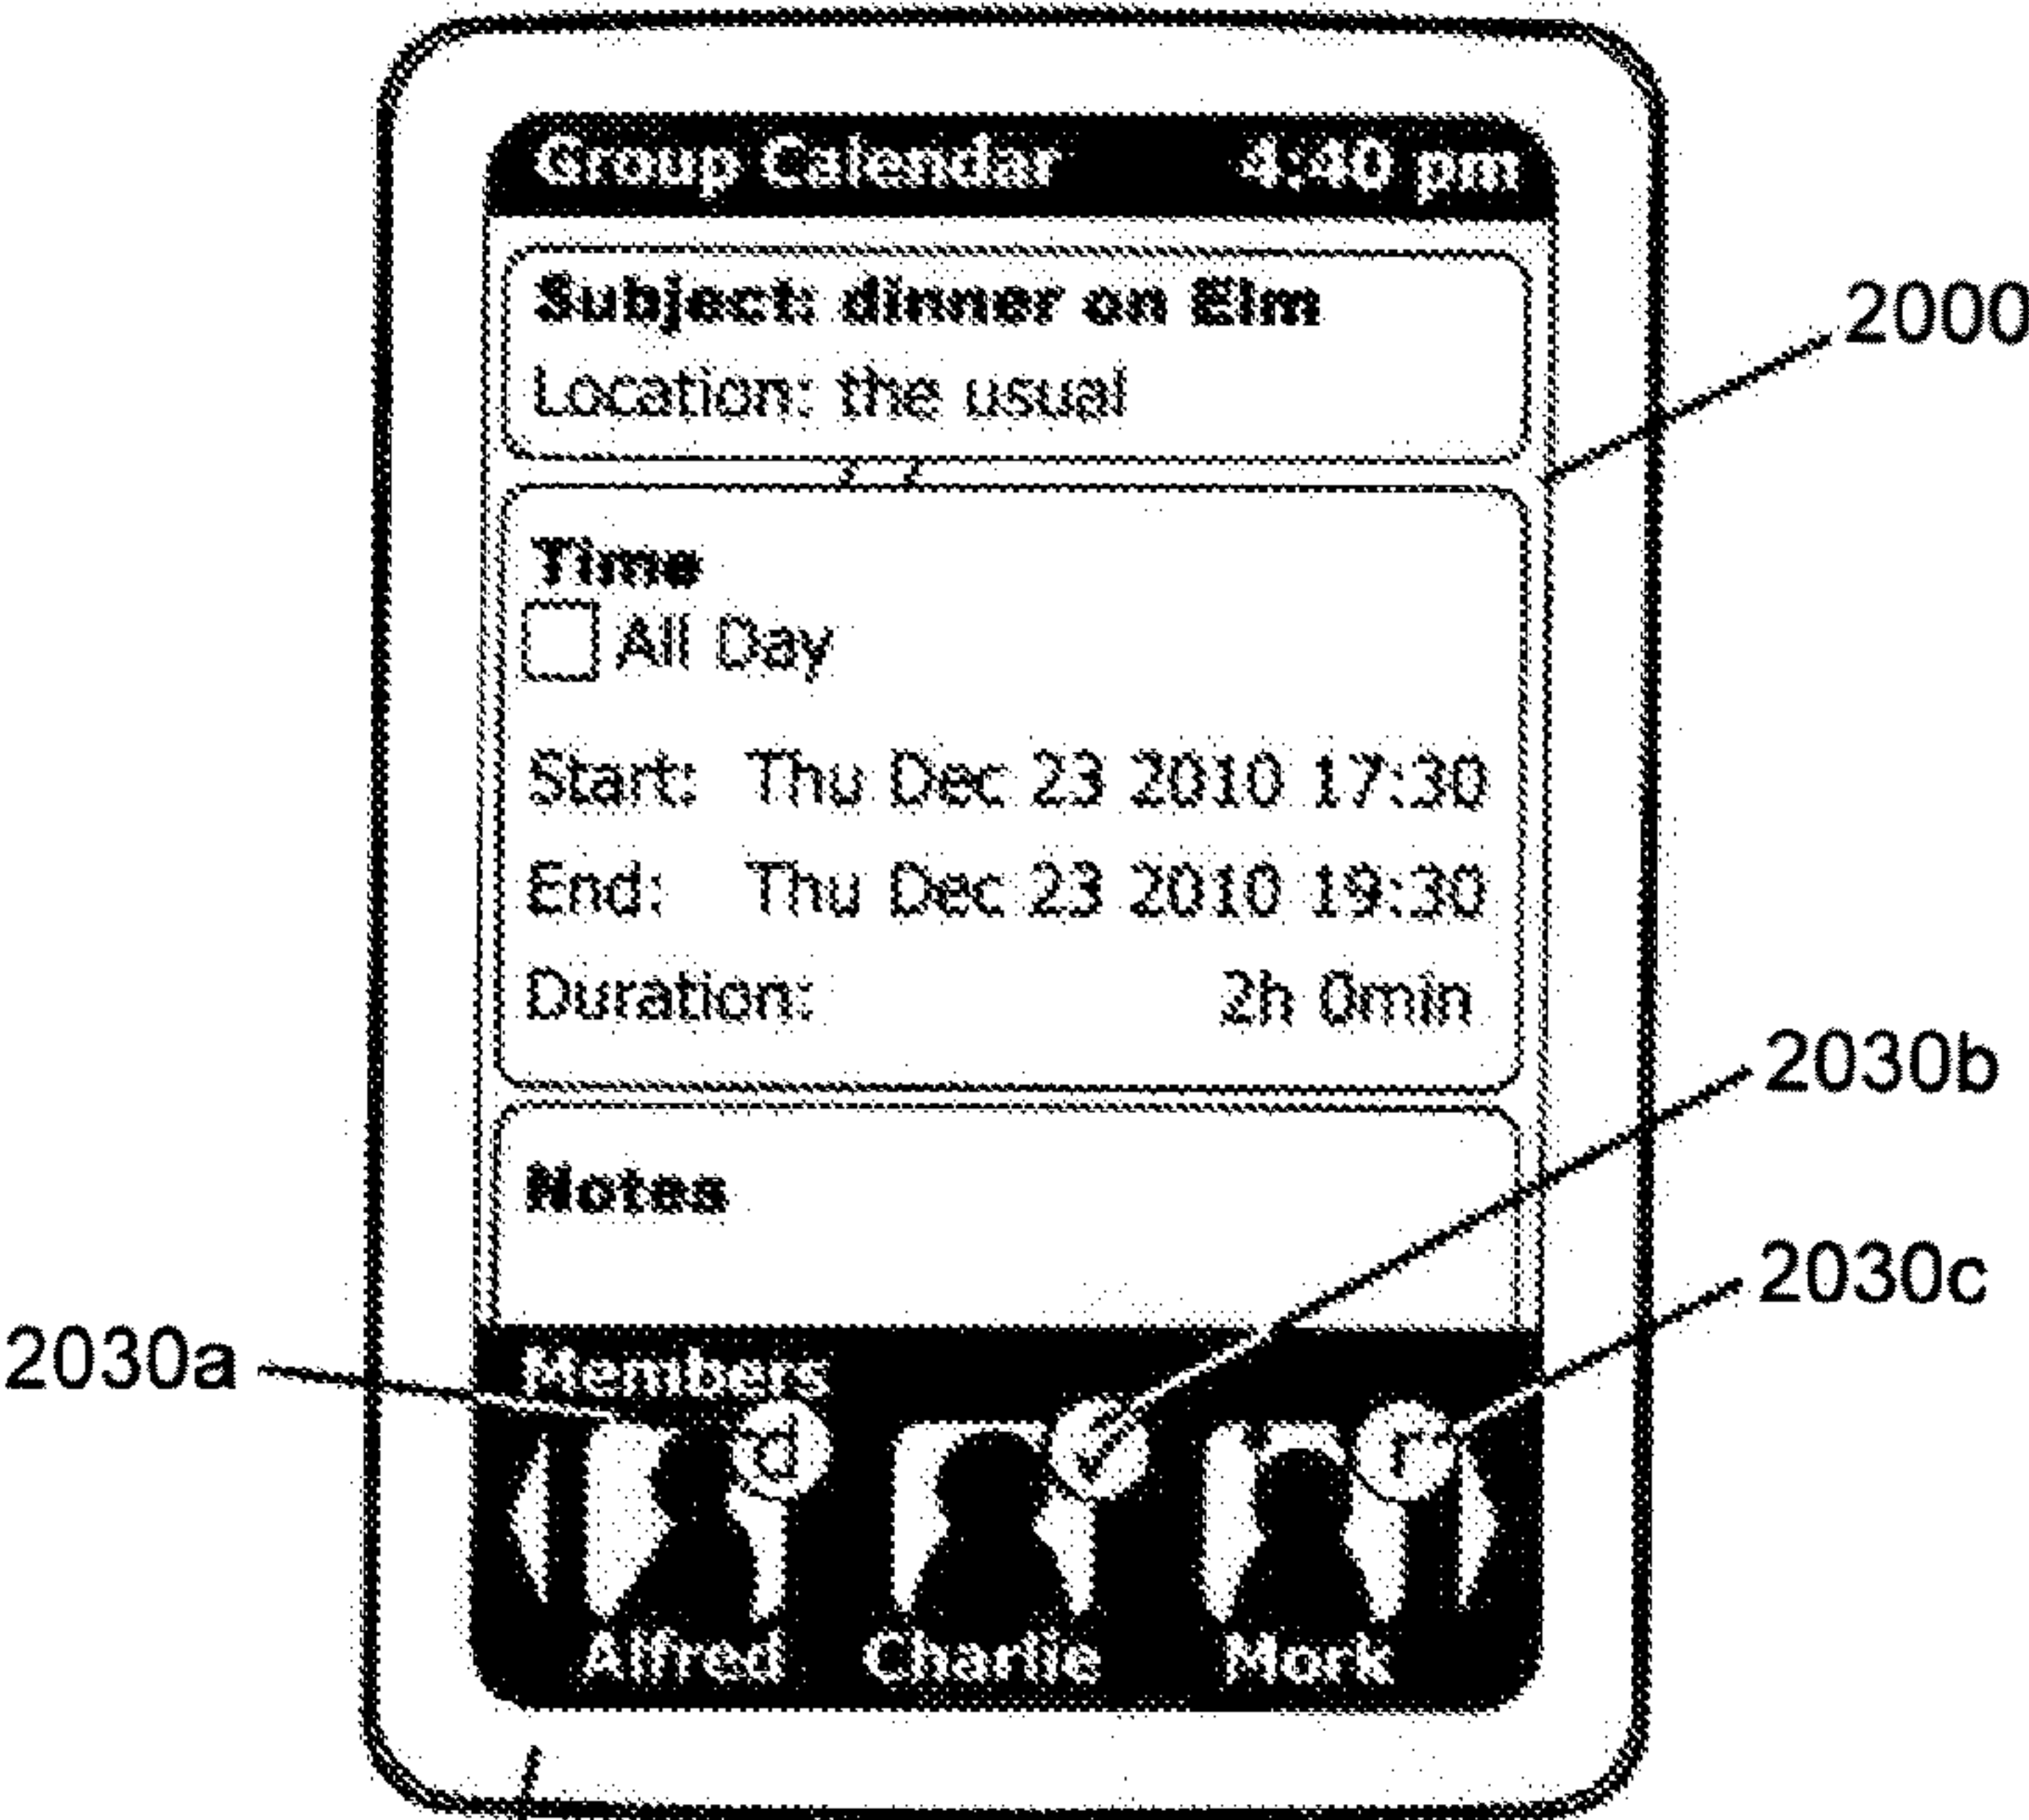 Group Calendar 4:40 pm
Subject: dinner on Elm
Location: the usual
2000
Time
All Day
Start: Thu Dec 23 2010 17:30
End: Thu Dec 23 2010 19:30
Duration: 2h 0min
2030b
Notes
2030c
2030a
Members
d r
Alfred Charlie Mork